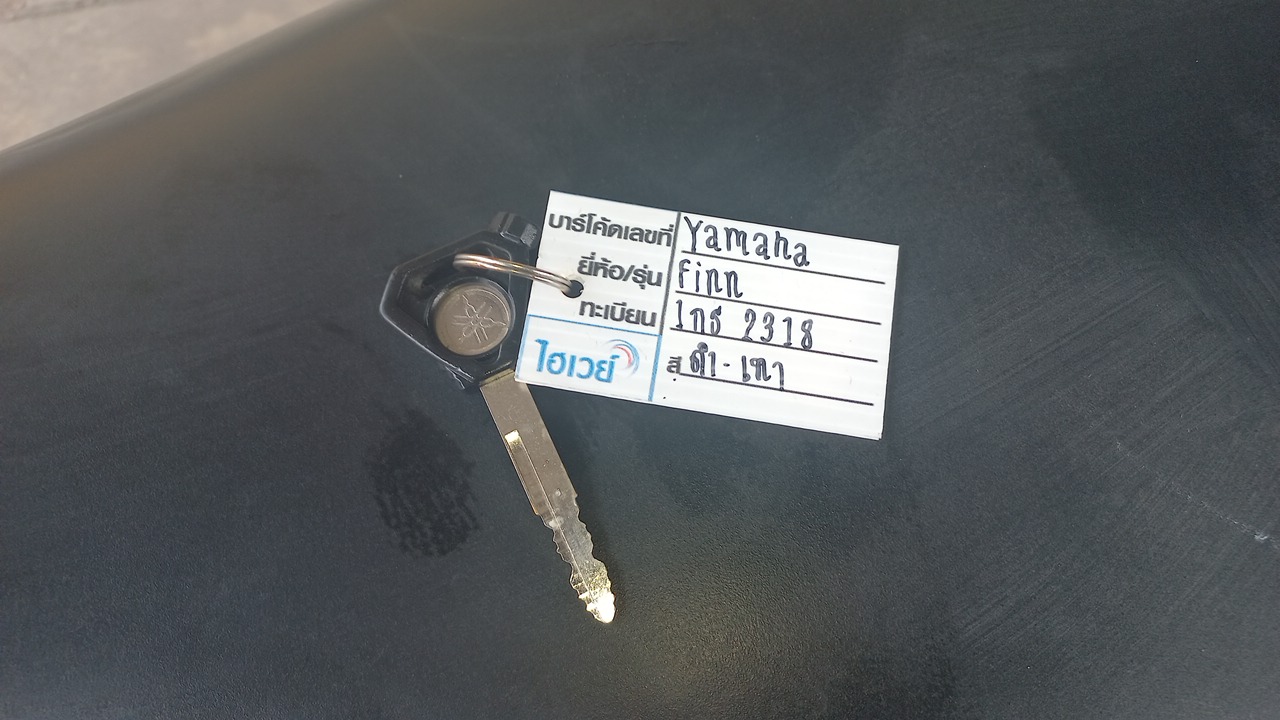 บาร์โค้ดเลขที่ Yamaha
ยี่ห้อ/รุ่น Finn
ทะเบียน 1กธ 2318
ไฮเวย์ สี ดำ-เทา